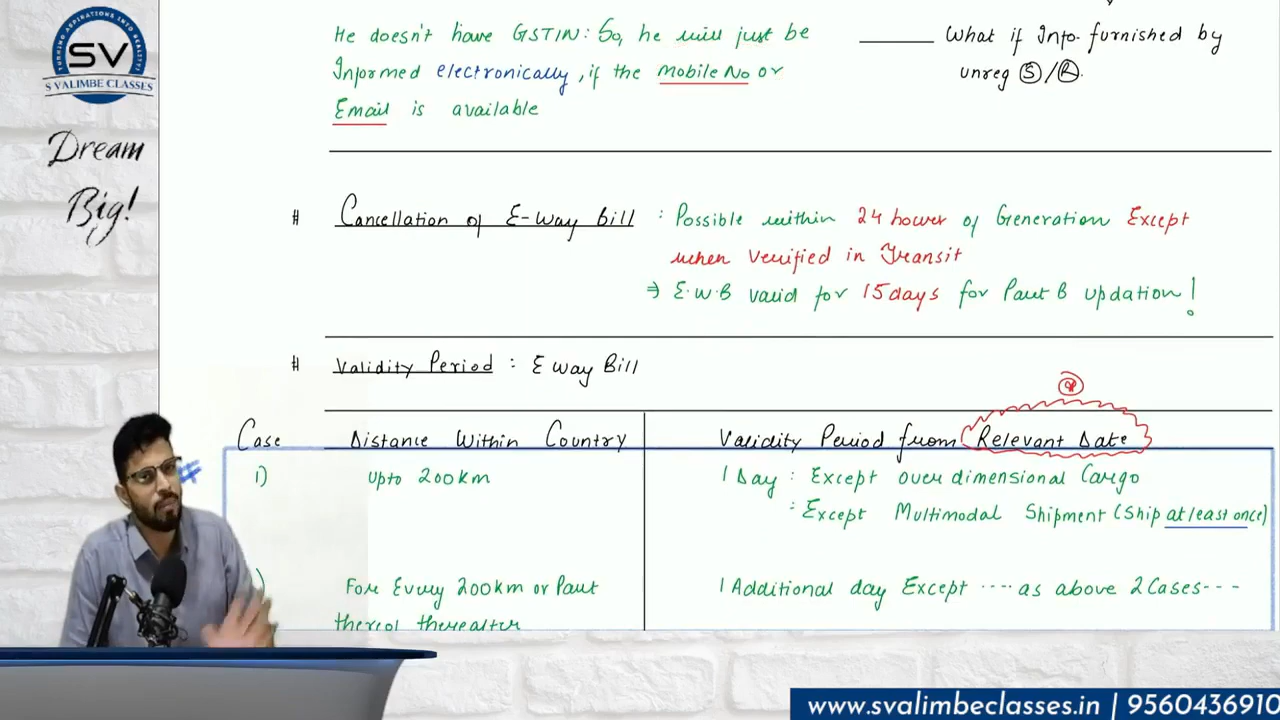 TURNING ASPIRATIONS INTO REALITY
SV
S VALIMBE CLASSES
Dream
Big!
He doesn't have GSTIN: So, he will just be
Informed electronically, if the Mobile No or
Email is available
What if Info. furnished by
unreg Ⓢ/Ⓡ.
# Cancellation of E-Way Bill : Possible within 24 hour of Generation Except
when Verified in Transit
⇒ E.W.B valid for 15 days for Part B updation!
# Validity Period : E Way Bill
Case Distance Within Country Validity Period from Relevant Date
1) Upto 200km 1 Day : Except over dimensional Cargo
: Except Multimodal Shipment (Ship at least once)
) For Every 200km or Part 1 Additional day Except ···· as above 2 Cases---
thereof thereafter
www.svalimbeclasses.in | 9560436910